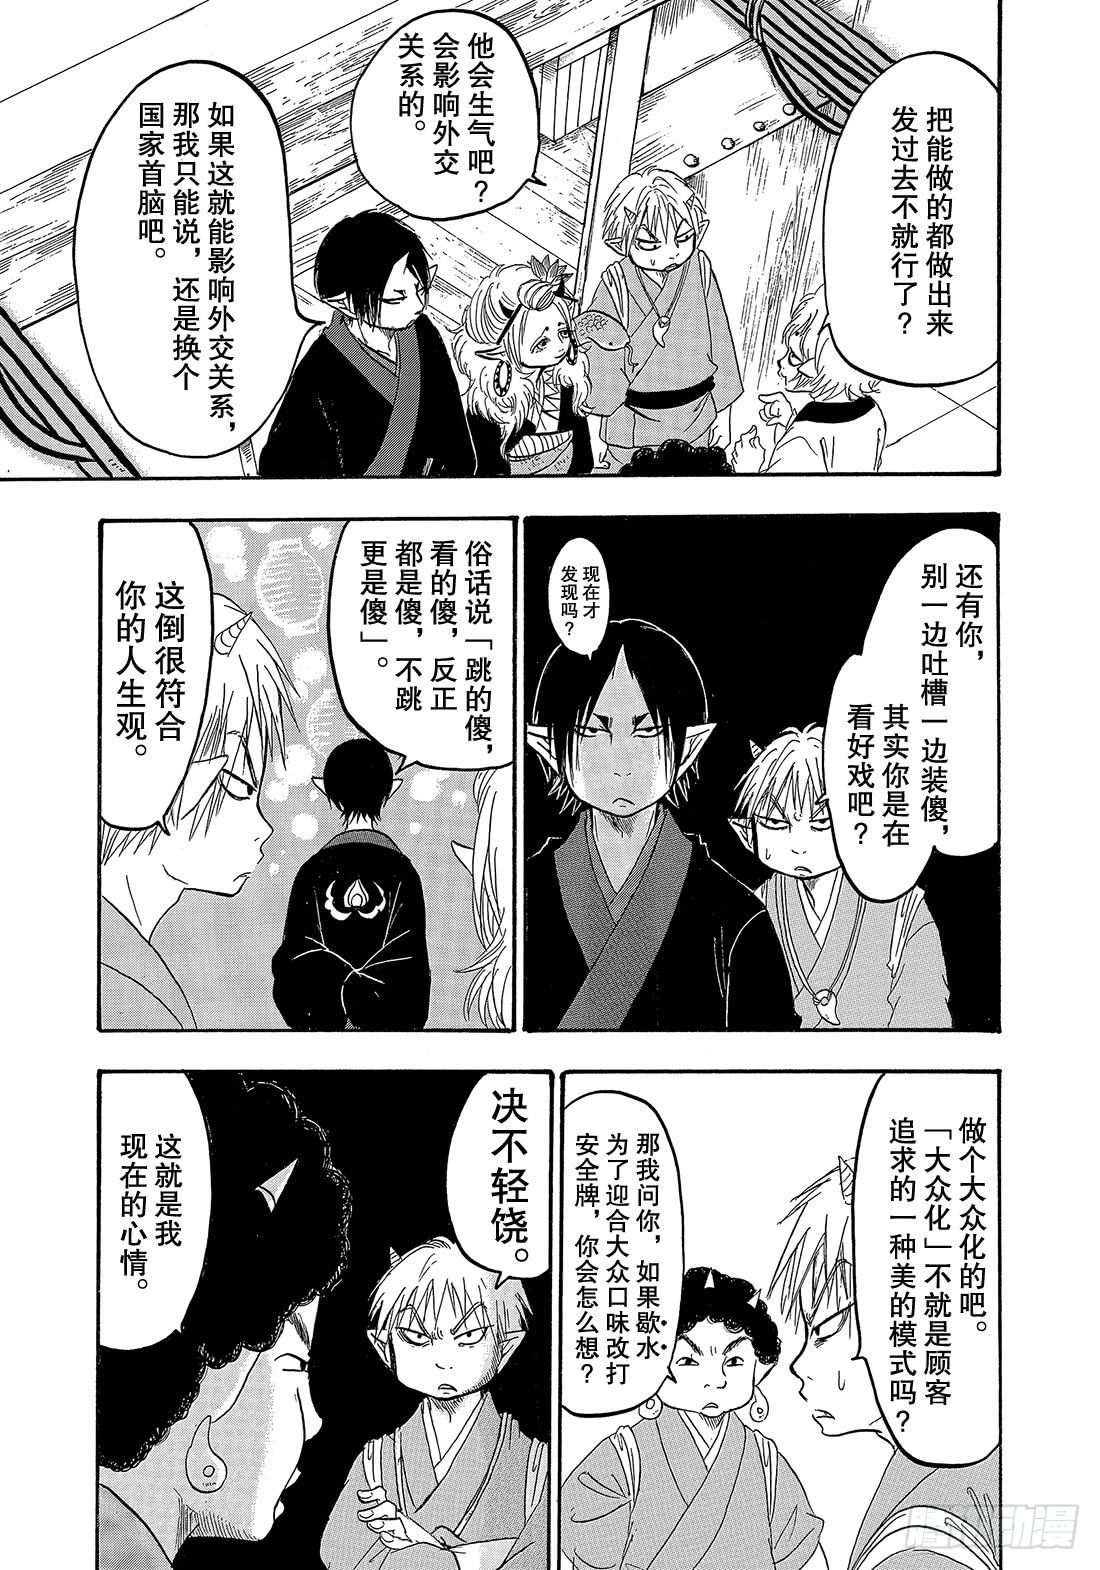 把能做的都做出来
发过去不就行了？
他会生气吧？
会影响外交
关系的。
如果这就能影响外交关系，
那我只能说，还是换个
国家首脑吧。
还有你，
别一边吐槽一边装傻，
其实你是在
看好戏吧？
现在才
发现吗？
俗话说「跳的傻，
看的傻，反正
都是傻，不跳
更是傻」。
这倒很符合
你的人生观。
做个大众化的吧。
「大众化」不就是顾客
追求的一种美的模式吗？
那我问你，如果歇水
为了迎合大众口味改打
安全牌，你会怎么想？
决不轻饶。
这就是我
现在的心情。
腾讯动漫